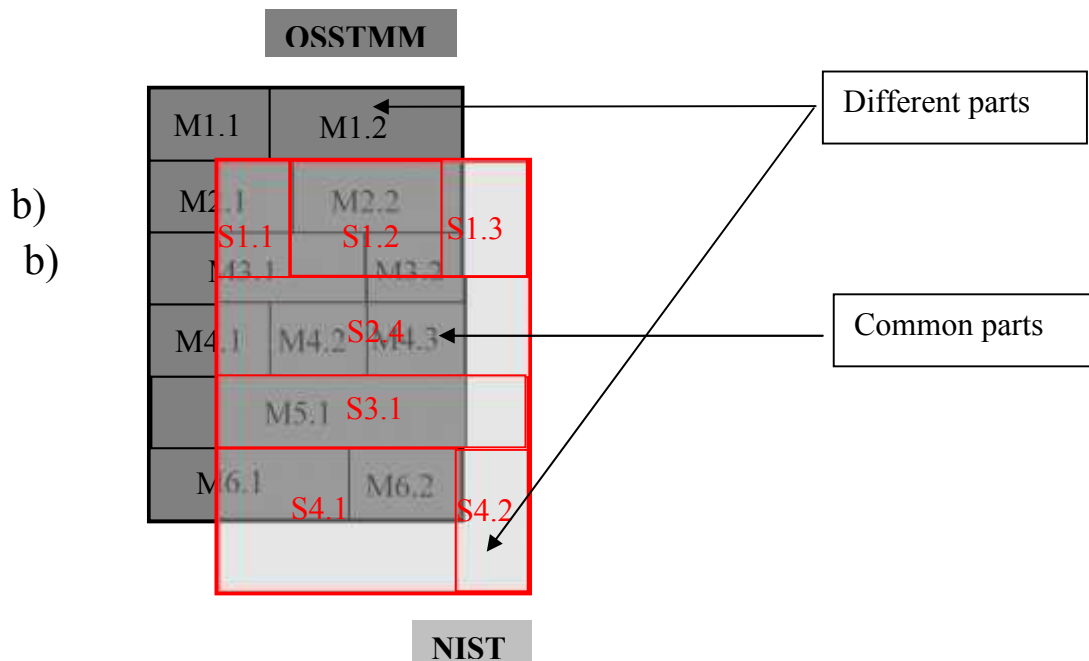 OSSTMM
M1.1 M1.2
Different parts
b)
M2.1 M2.2
S1.1 S1.2 S1.3
b)
M3.1 M3.2
M4.1 M4.2 M4.3
S2.4
Common parts
M5.1 S3.1
M6.1 M6.2
S4.1 S4.2
NIST